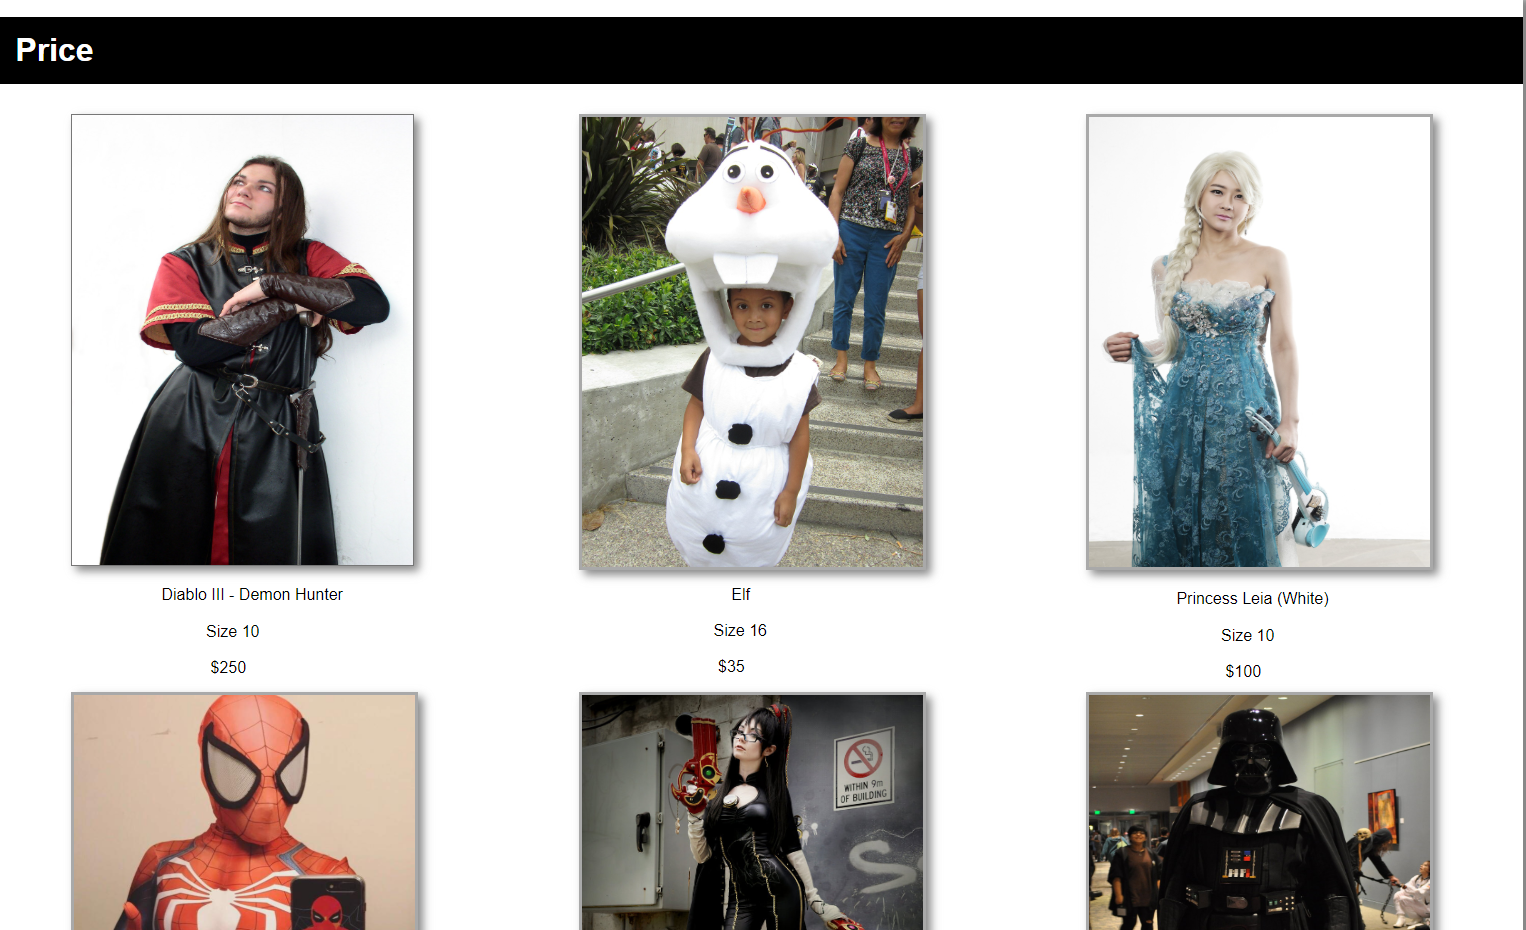 Price
Diablo III - Demon Hunter
Size 10
$250
Elf
Size 16
$35
Princess Leia (White)
Size 10
$100
WITHIN 9m
OF BUILDING